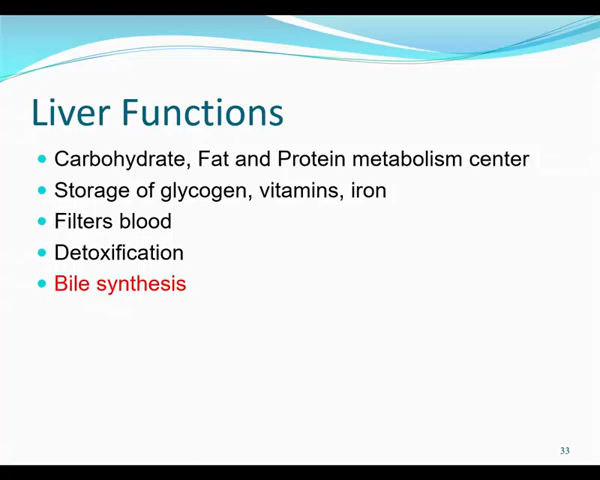 Liver Functions
Carbohydrate, Fat and Protein metabolism center
Storage of glycogen, vitamins, iron
Filters blood
Detoxification
Bile synthesis
33